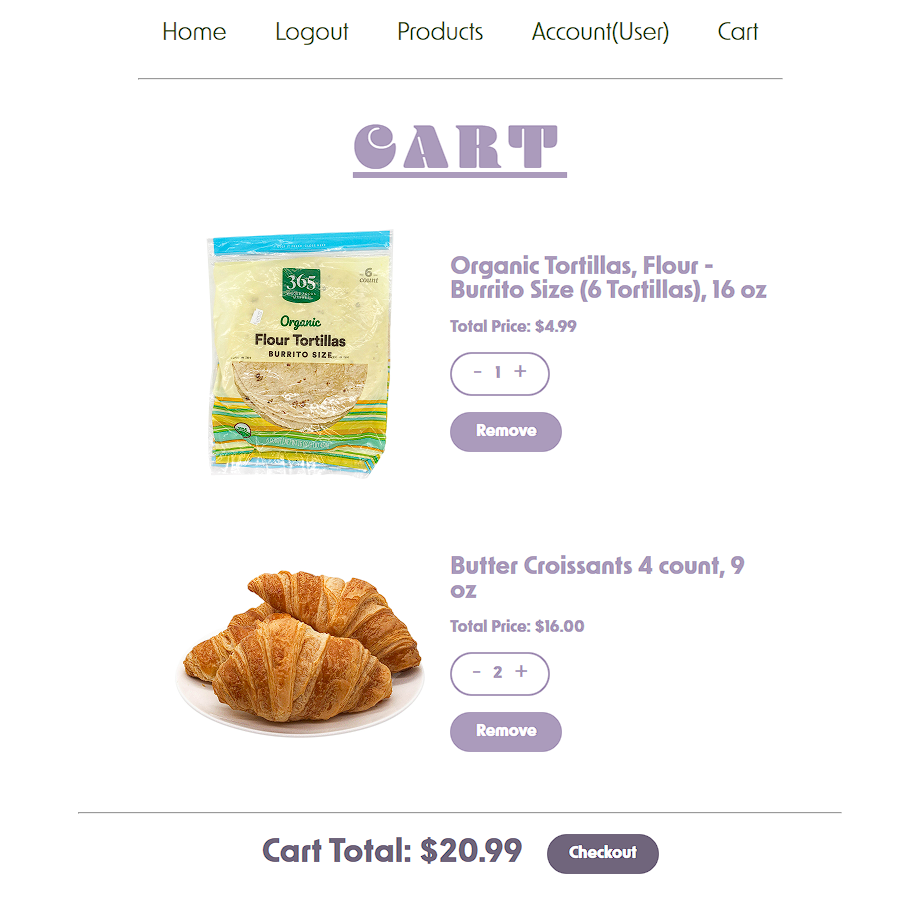 Home Logout Products Account(User) Cart
CART
365
6
count
Organic
Flour Tortillas
BURRITO SIZE
Organic Tortillas, Flour -
Burrito Size (6 Tortillas), 16 oz
Total Price: $4.99
- 1 +
Remove
Butter Croissants 4 count, 9
oz
Total Price: $16.00
- 2 +
Remove
Cart Total: $20.99 Checkout